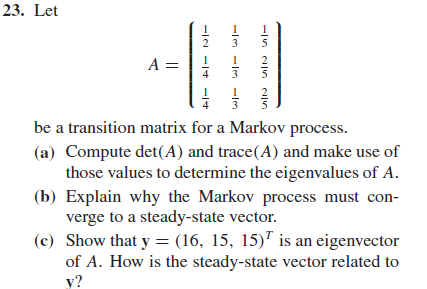 23. Let
1/2 1/3 1/5
A = 1/4 1/3 2/5
1/4 1/3 2/5
be a transition matrix for a Markov process.
(a) Compute det(A) and trace(A) and make use of
those values to determine the eigenvalues of A.
(b) Explain why the Markov process must con-
verge to a steady-state vector.
(c) Show that y = (16, 15, 15)ᵀ is an eigenvector
of A. How is the steady-state vector related to
y?